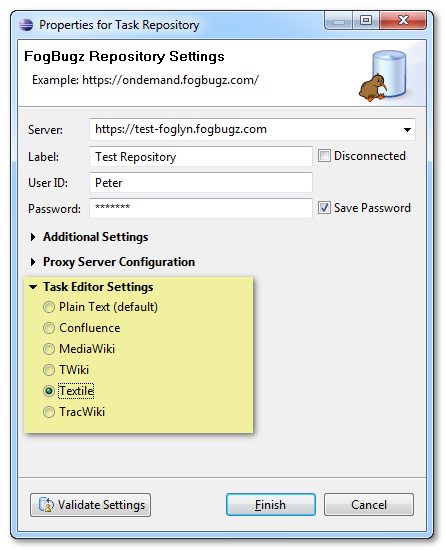 Properties for Task Repository
FogBugz Repository Settings
Example: https://ondemand.fogbugz.com/
Server: https://test-foglyn.fogbugz.com
Label: Test Repository Disconnected
User ID: Peter
Password: ******* Save Password
Additional Settings
Proxy Server Configuration
Task Editor Settings
Plain Text (default)
Confluence
MediaWiki
TWiki
Textile
TracWiki
Validate Settings Finish Cancel